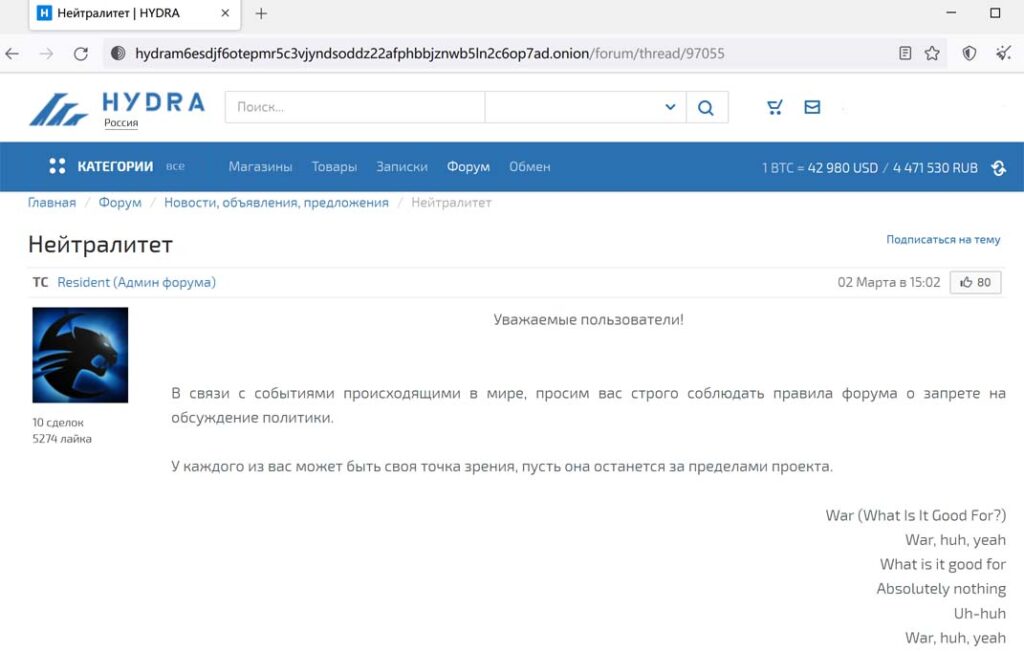 Нейтралитет | HYDRA
hydram6esdjf6otepmr5c3vjyndsoddz22afphbbjznwb5ln2c6op7ad.onion/forum/thread/97055
HYDRA
Россия
Поиск...
КАТЕГОРИИ все Магазины Товары Записки Форум Обмен 1 BTC = 42 980 USD / 4 471 530 RUB
Главная / Форум / Новости, объявления, предложения / Нейтралитет
Нейтралитет
Подписаться на тему
ТС Resident (Админ форума) 02 Марта в 15:02 80
Уважаемые пользователи!
10 сделок
5274 лайка
В связи с событиями происходящими в мире, просим вас строго соблюдать правила форума о запрете на
обсуждение политики.
У каждого из вас может быть своя точка зрения, пусть она останется за пределами проекта.
War (What Is It Good For?)
War, huh, yeah
What is it good for
Absolutely nothing
Uh-huh
War, huh, yeah